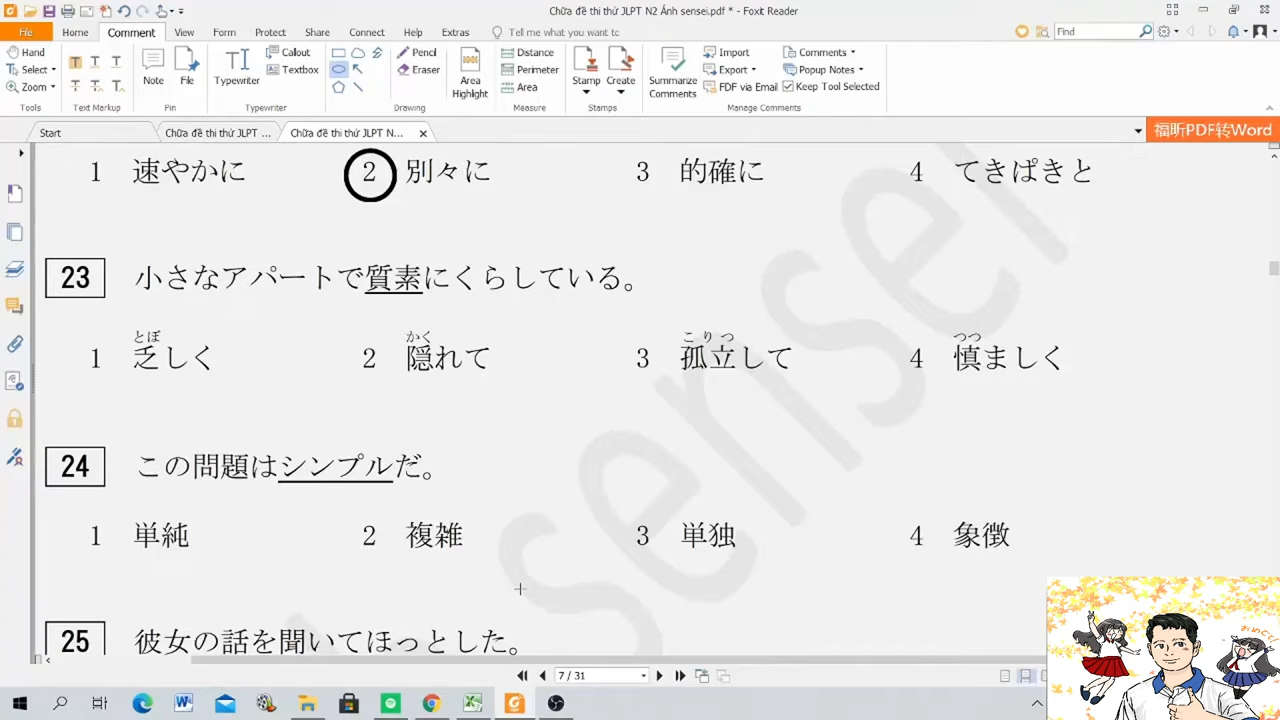 Chữa đề thi thử JLPT N2 Ánh sensei.pdf * - Foxit Reader
File Home Comment View Form Protect Share Connect Help Extras Tell me what you want to Find
Hand Select Zoom Tools
Text Markup
Note File Pin
Typewriter Callout Textbox Typewriter
Pencil Eraser Drawing
Area Highlight
Distance Perimeter Area Measure
Stamp Create Stamps
Summarize Comments Import Export FDF via Email Comments Popup Notes Keep Tool Selected Manage Comments
Start Chữa đề thi thử JLPT ... Chữa đề thi thử JLPT N... 福昕PDF转Word
1 速やかに 2 別々に 3 的確に 4 てきぱきと
23 小さなアパートで質素にくらしている。
とぼ かく こりつ つつ
1 乏しく 2 隠れて 3 孤立して 4 慎ましく
24 この問題はシンプルだ。
1 単純 2 複雑 3 単独 4 象徴
25 彼女の話を聞いてほっとした。
sensei
7 / 31